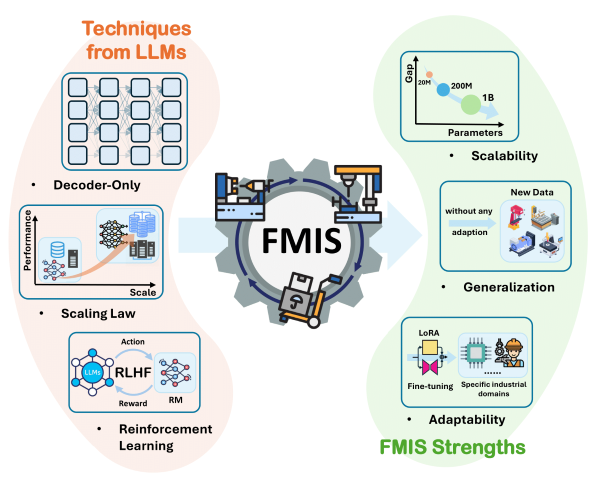 Techniques
from LLMs
• Decoder-Only
Performance
Scale
• Scaling Law
Action
LLMs
RLHF
Reward
RM
• Reinforcement
Learning
FMIS
Gap
20M
200M
1B
Parameters
• Scalability
without any
adaption
New Data
• Generalization
LoRA
Fine-tuning
......
Specific industrial
domains
• Adaptability
FMIS Strengths